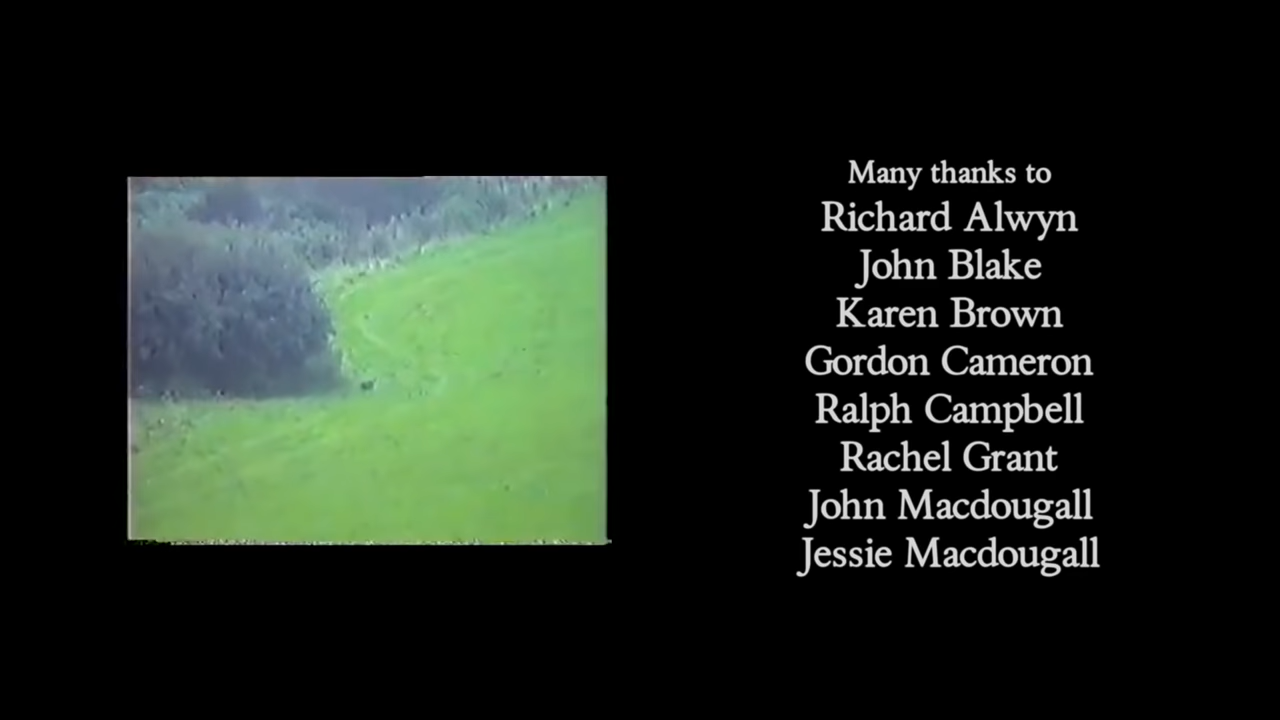 Many thanks to
Richard Alwyn
John Blake
Karen Brown
Gordon Cameron
Ralph Campbell
Rachel Grant
John Macdougall
Jessie Macdougall